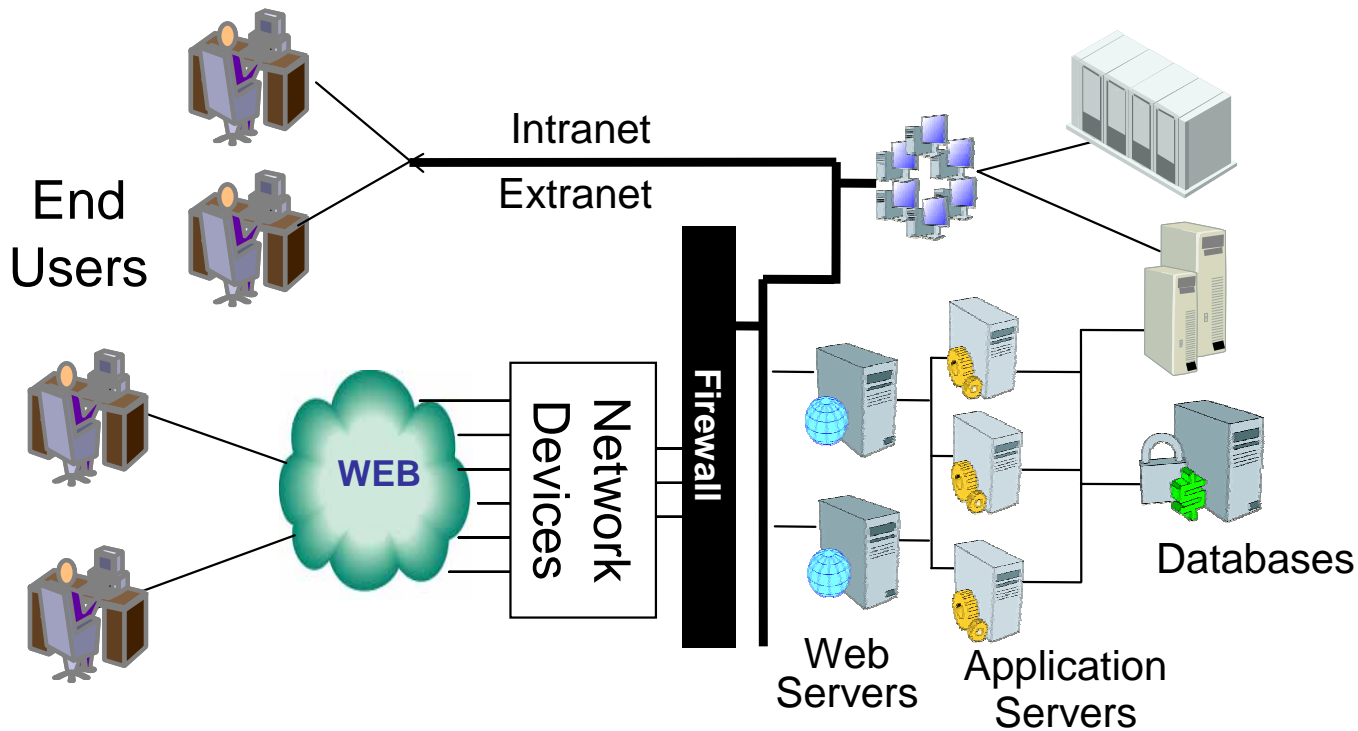 Intranet
Extranet
End
Users
WEB
Network
Devices
Firewall
Databases
Web
Servers
Application
Servers